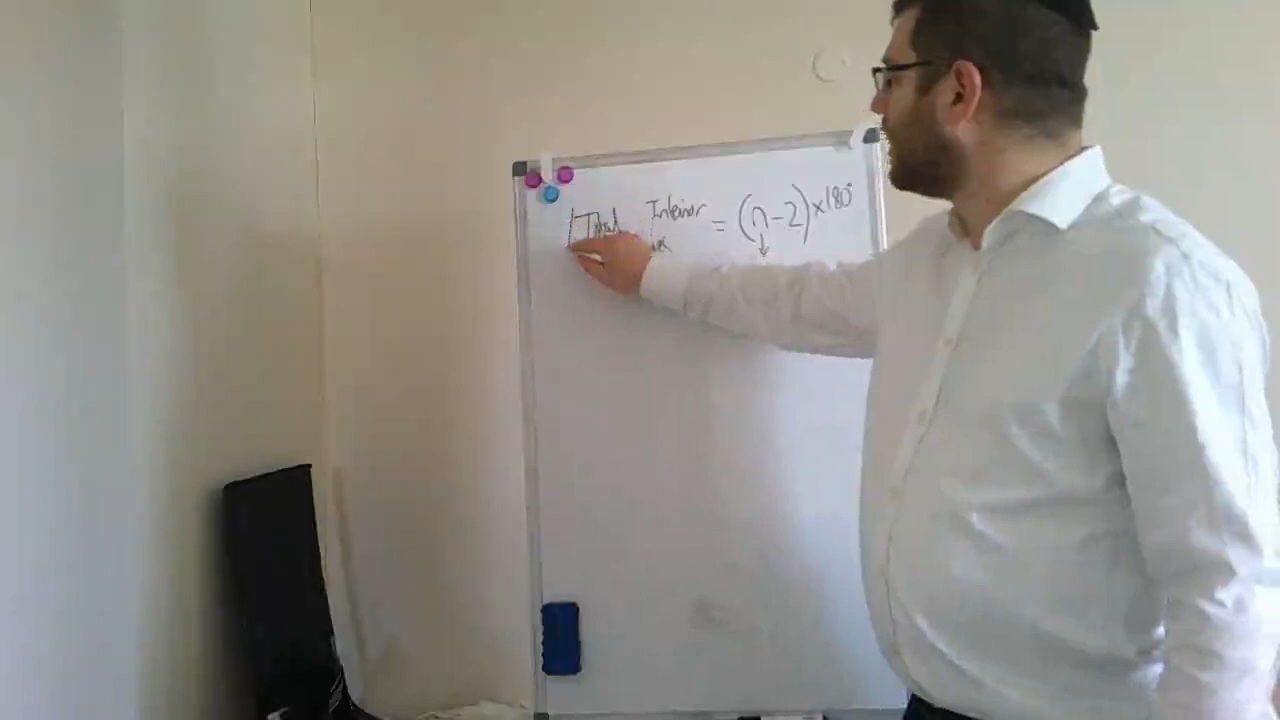 Total Interior = (n-2)×180°